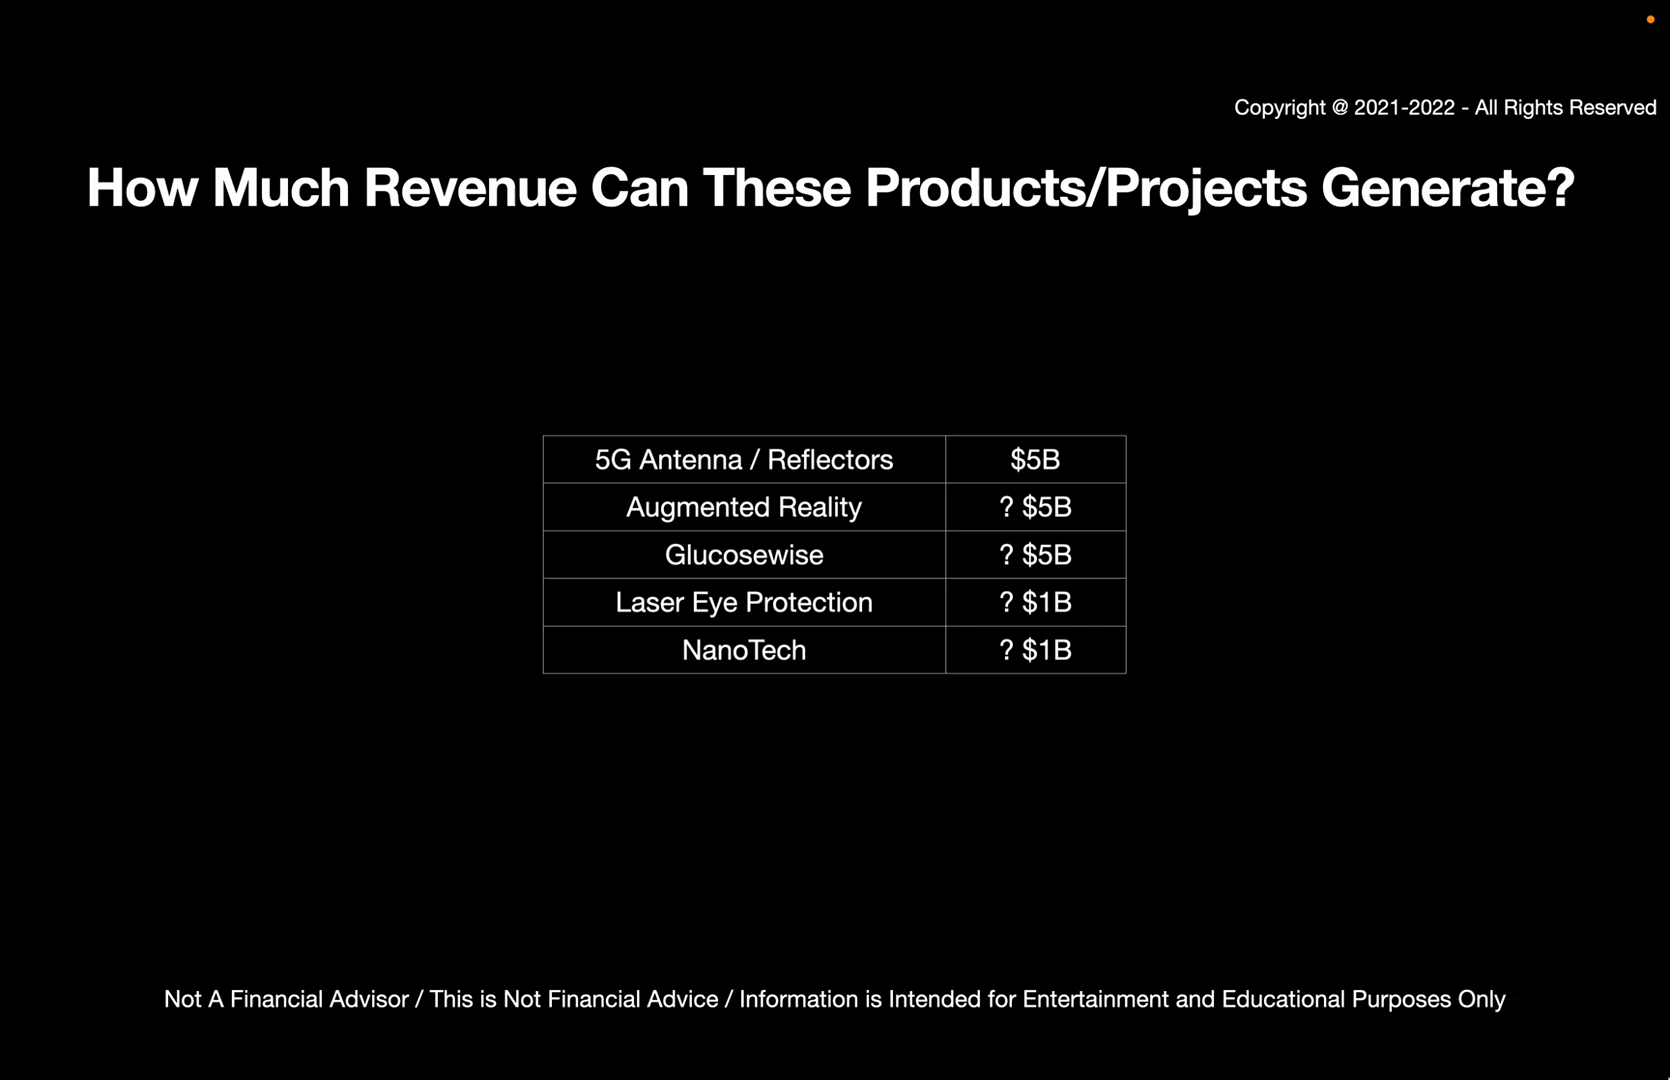 Copyright @ 2021-2022 - All Rights Reserved
How Much Revenue Can These Products/Projects Generate?
5G Antenna / Reflectors $5B
Augmented Reality ? $5B
Glucosewise ? $5B
Laser Eye Protection ? $1B
NanoTech ? $1B
Not A Financial Advisor / This is Not Financial Advice / Information is Intended for Entertainment and Educational Purposes Only